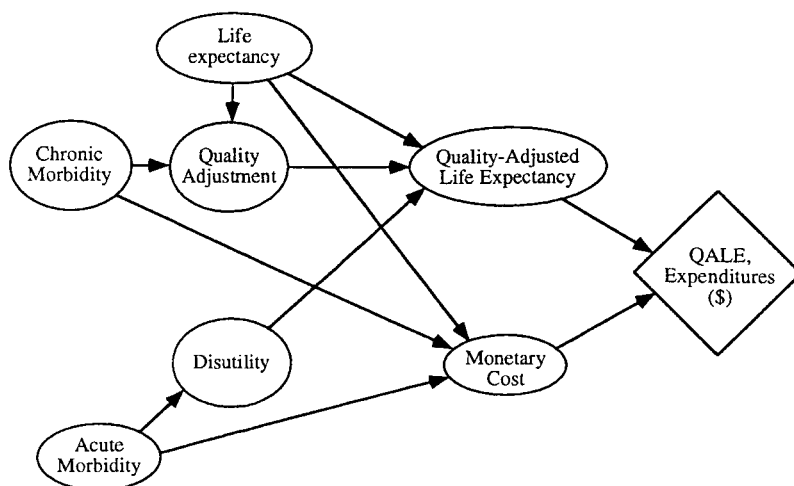 Life
expectancy
Chronic
Morbidity
Quality
Adjustment
Quality-Adjusted
Life Expectancy
QALE,
Expenditures
($)
Disutility
Monetary
Cost
Acute
Morbidity